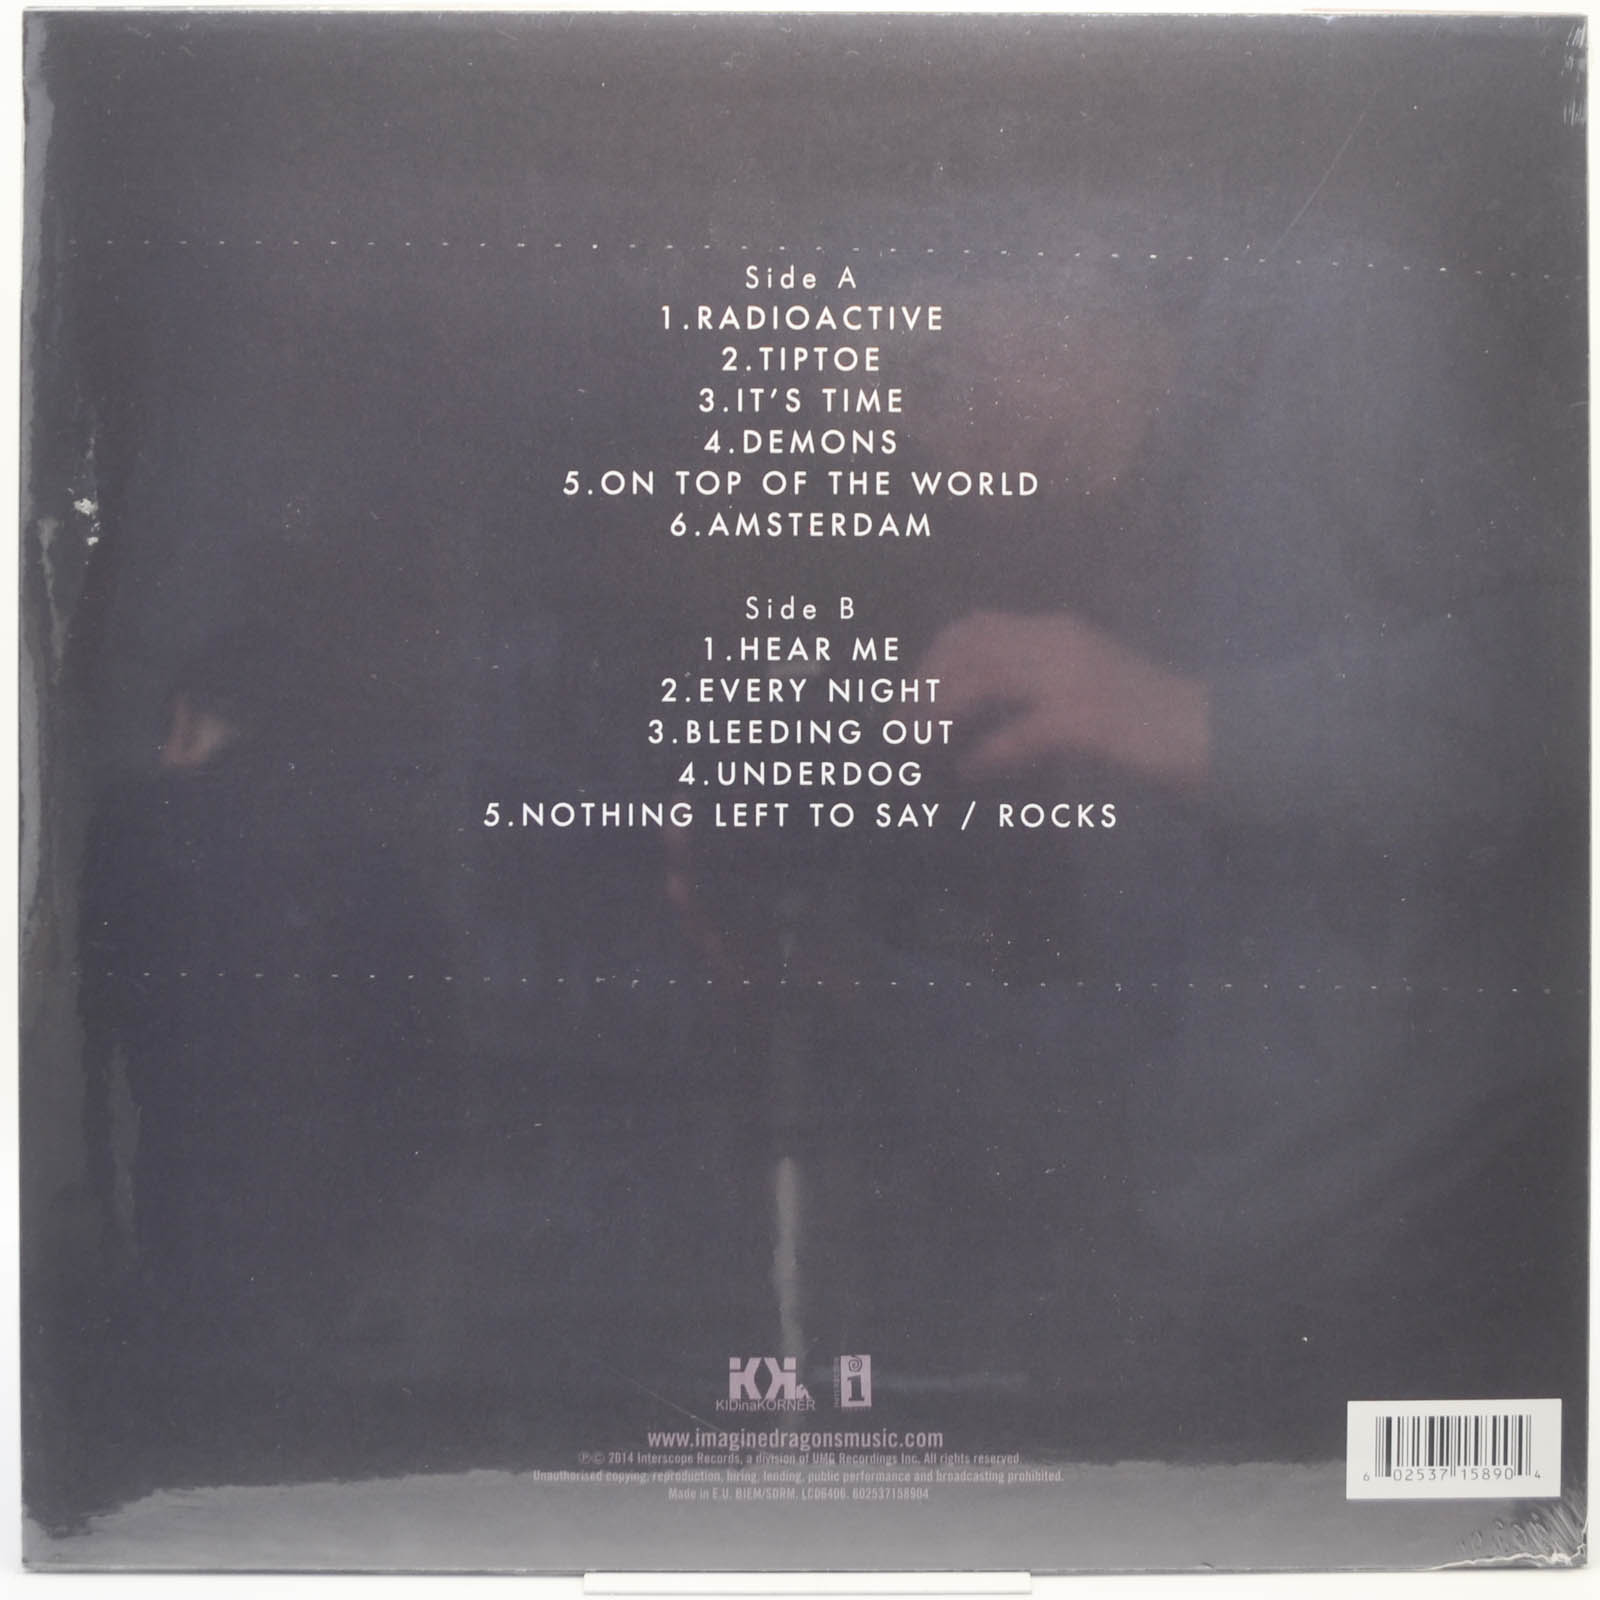 Side A
1.RADIOACTIVE
2.TIPTOE
3.IT'S TIME
4.DEMONS
5.ON TOP OF THE WORLD
6.AMSTERDAM
Side B
1.HEAR ME
2.EVERY NIGHT
3.BLEEDING OUT
4.UNDERDOG
5.NOTHING LEFT TO SAY / ROCKS
KIDinaKORNER
www.imaginedragonsmusic.com
℗© 2014 Interscope Records, a division of UMG Recordings Inc. All rights reserved
Unauthorised copying, reproduction, hiring, lending, public performance and broadcasting prohibited.
Made in E.U. BIEM/SDRM. LC06406. 602537158904
6 02537 15890 4